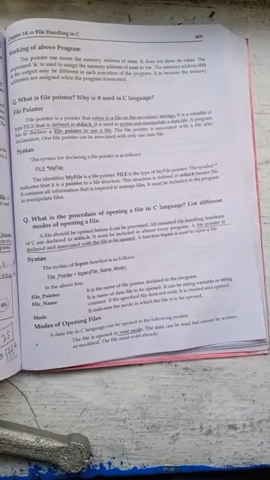 Chapter 14 File Handling in C
Working of above Program
The pointer var stores the memory address of num. It does not store its value. The
'&' is used to assign the memory address of num to var. The memory address
in the output may be different in each execution of the program. It is because the memory
addresses are assigned when the program is executed.
Q. What is file pointer? Why is it used in C language?
File Pointer
File pointer is a pointer that refers to a file on the secondary storage. It is a variable of
type FILE that is defined in stdio.h. It is used to access and manipulate a data file. A program
has to declare a file pointer to use a file. The file pointer is associated with a file after
declaration. One file pointer can be associated with only one data file.
Syntax
The syntax for declaring a file pointer is as follows:
FILE *MyFile;
The identifier MyFile is a file pointer. FILE is the type of MyFile pointer. The symbol *
indicates that it is a pointer to a file structure. This structure is defined in stdio.h header file.
It contains all information that is required to manage files. It must be included in the program
to manipulate files.
Q. What is the procedure of opening a file in C language? List different
modes of opening a file.
A file should be opened before it can be processed. All standard file handling functions
of C are declared in stdio.h. It must be included in almost every program. A file pointer is
declared and associated with the file to be opened. A function fopen is used to open a file.
Syntax
The syntax of fopen function is as follows:
File_Pointer = fopen(File_Name, Mode);
In the above line:
File_Pointer It is the name of file pointer declared in the program.
File_Name It is name of data file to be opened. It can be string variable or string
constant. If the specified file does not exist, it is created and opened.
Mode It indicates the mode in which the file is to be opened.
Modes of Opening Files
A data file in C language can be opened in the following modes:
r The file is opened in read mode. The data can be read but cannot be written
or modified. The file must exist already.